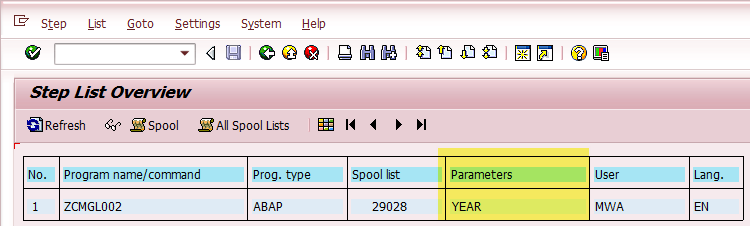 Step List Goto Settings System Help
Step List Overview
Refresh Spool All Spool Lists
No. Program name/command Prog. type Spool list Parameters User Lang.
1 ZCMGL002 ABAP 29028 YEAR MWA EN